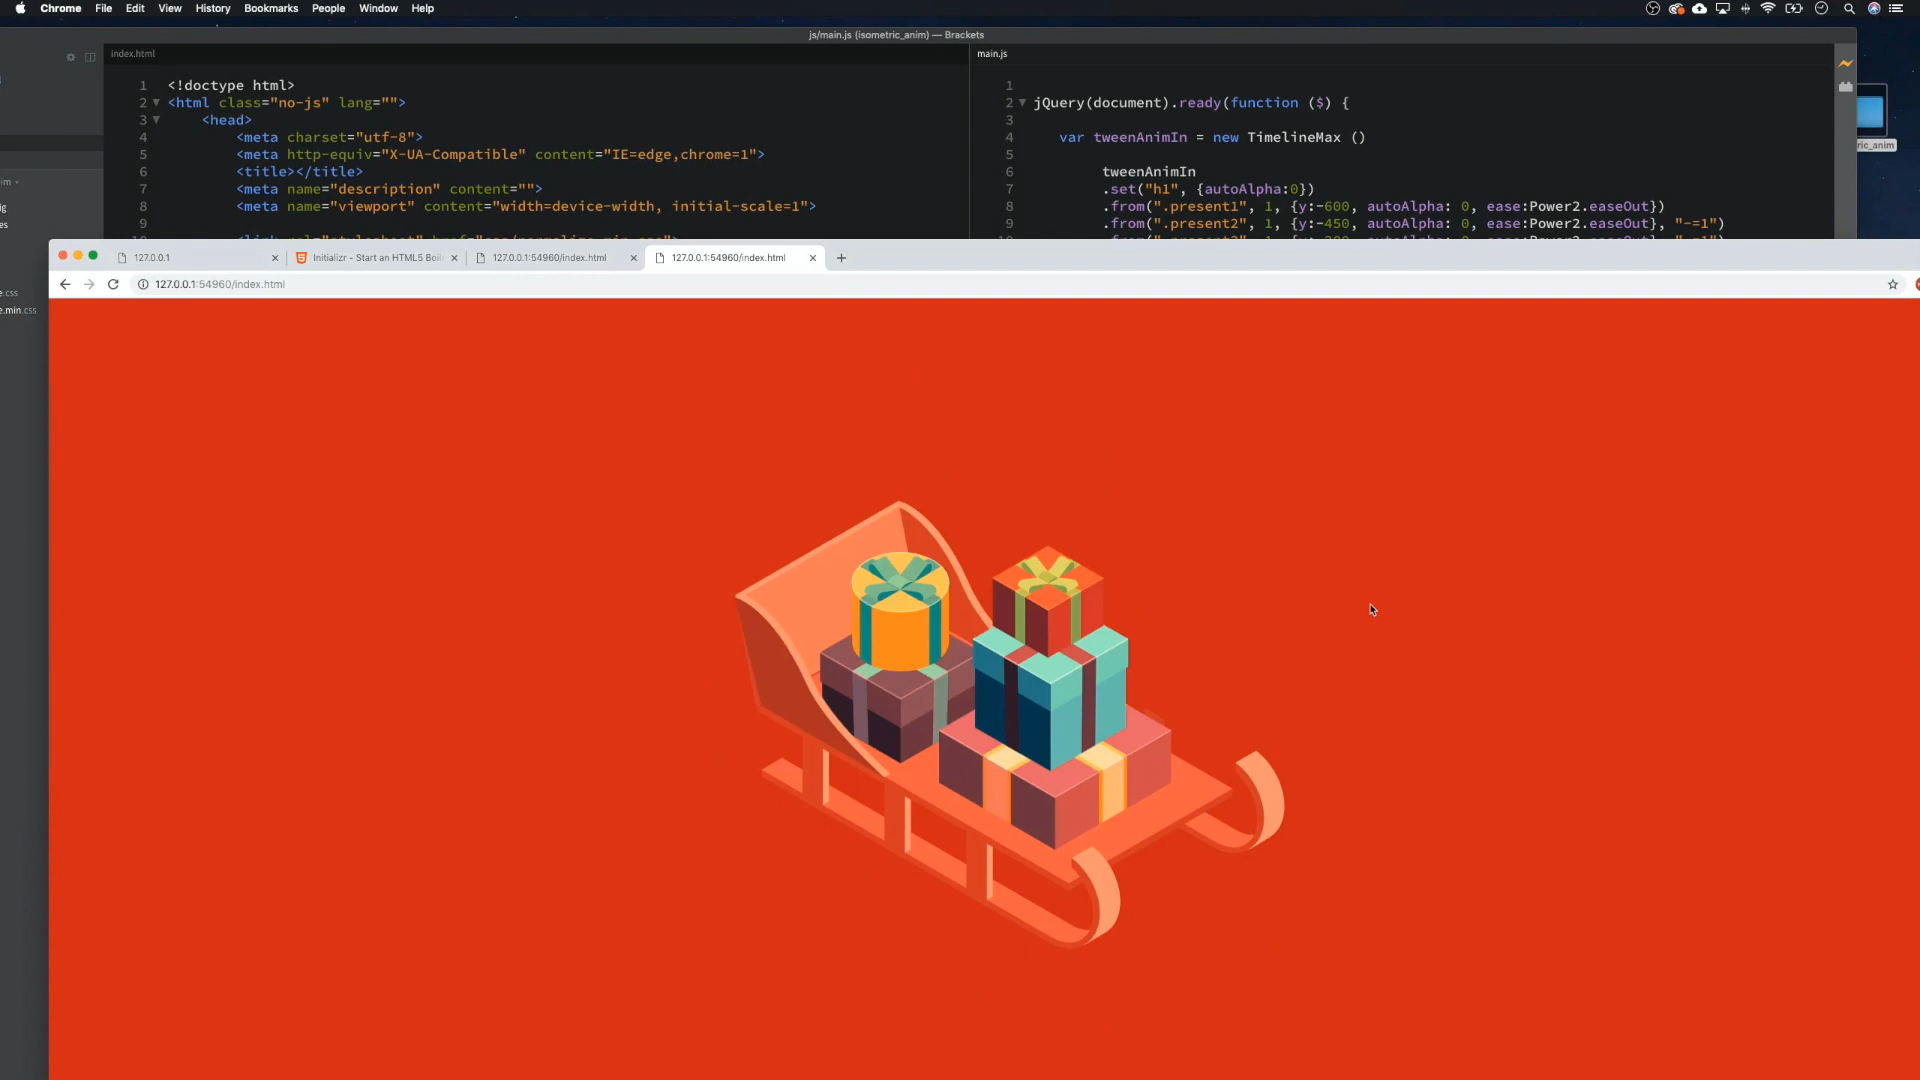 Chrome File Edit View History Bookmarks People Window Help
js/main.js (isometric_anim) — Brackets
index.html
1 <!doctype html>
2 <html class="no-js" lang="">
3 <head>
4 <meta charset="utf-8">
5 <meta http-equiv="X-UA-Compatible" content="IE=edge,chrome=1">
6 <title></title>
7 <meta name="description" content="">
8 <meta name="viewport" content="width=device-width, initial-scale=1">
9
main.js
1
2 jQuery(document).ready(function ($) {
3
4 var tweenAnimIn = new TimelineMax ()
5
6 tweenAnimIn
7 .set("h1", {autoAlpha:0})
8 .from(".present1", 1, {y:-600, autoAlpha: 0, ease:Power2.easeOut})
9 .from(".present2", 1, {y:-450, autoAlpha: 0, ease:Power2.easeOut}, "-=1")
ric_anim
im
ig
es
e.css
e.min.css
127.0.0.1
Initializr - Start an HTML5 Boil
127.0.0.1:54960/index.html
127.0.0.1:54960/index.html
127.0.0.1:54960/index.html